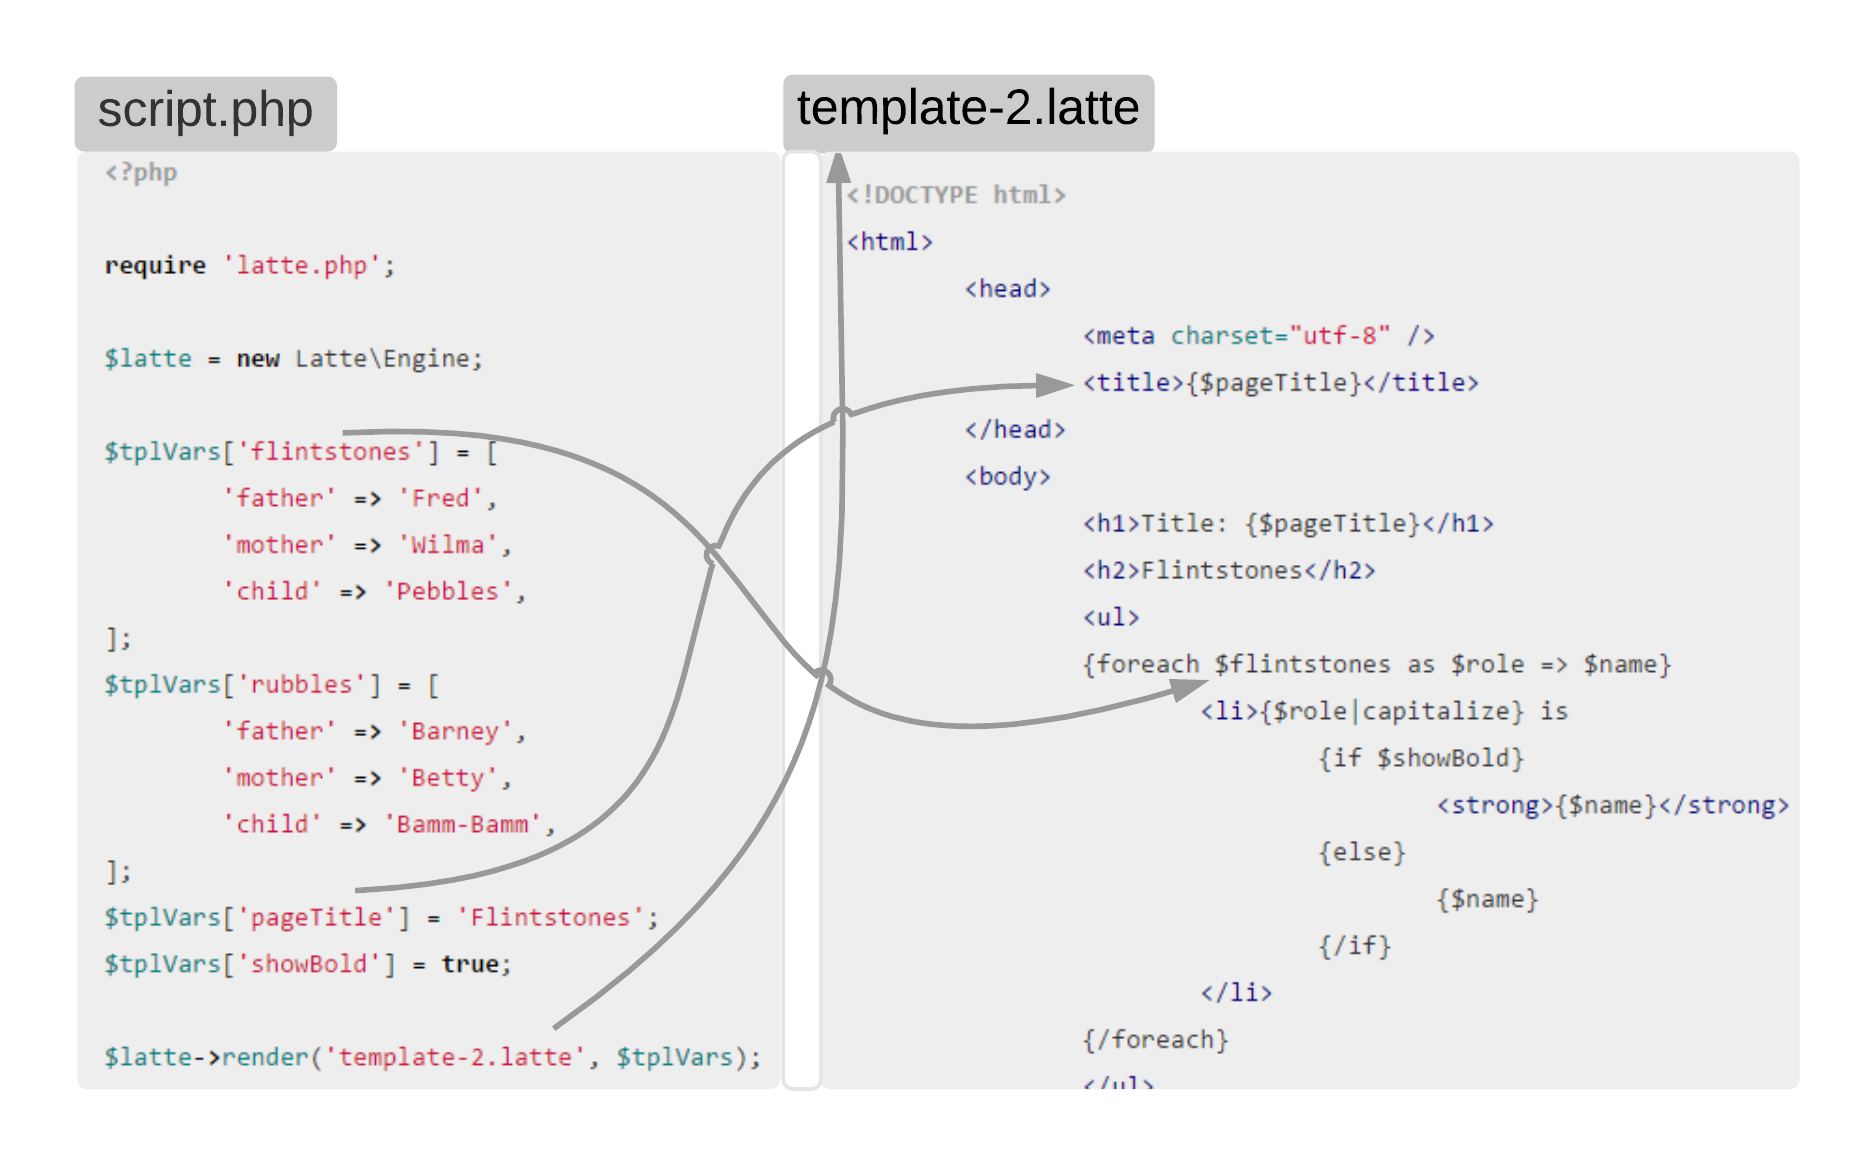 script.php
<?php
require 'latte.php';
$latte = new Latte\Engine;
$tplVars['flintstones'] = [
'father' => 'Fred',
'mother' => 'Wilma',
'child' => 'Pebbles',
];
$tplVars['rubbles'] = [
'father' => 'Barney',
'mother' => 'Betty',
'child' => 'Bamm-Bamm',
];
$tplVars['pageTitle'] = 'Flintstones';
$tplVars['showBold'] = true;
$latte->render('template-2.latte', $tplVars);
template-2.latte
<!DOCTYPE html>
<html>
<head>
<meta charset="utf-8" />
<title>{$pageTitle}</title>
</head>
<body>
<h1>Title: {$pageTitle}</h1>
<h2>Flintstones</h2>
<ul>
{foreach $flintstones as $role => $name}
<li>{$role|capitalize} is
{if $showBold}
<strong>{$name}</strong>
{else}
{$name}
{/if}
</li>
{/foreach}
</ul>